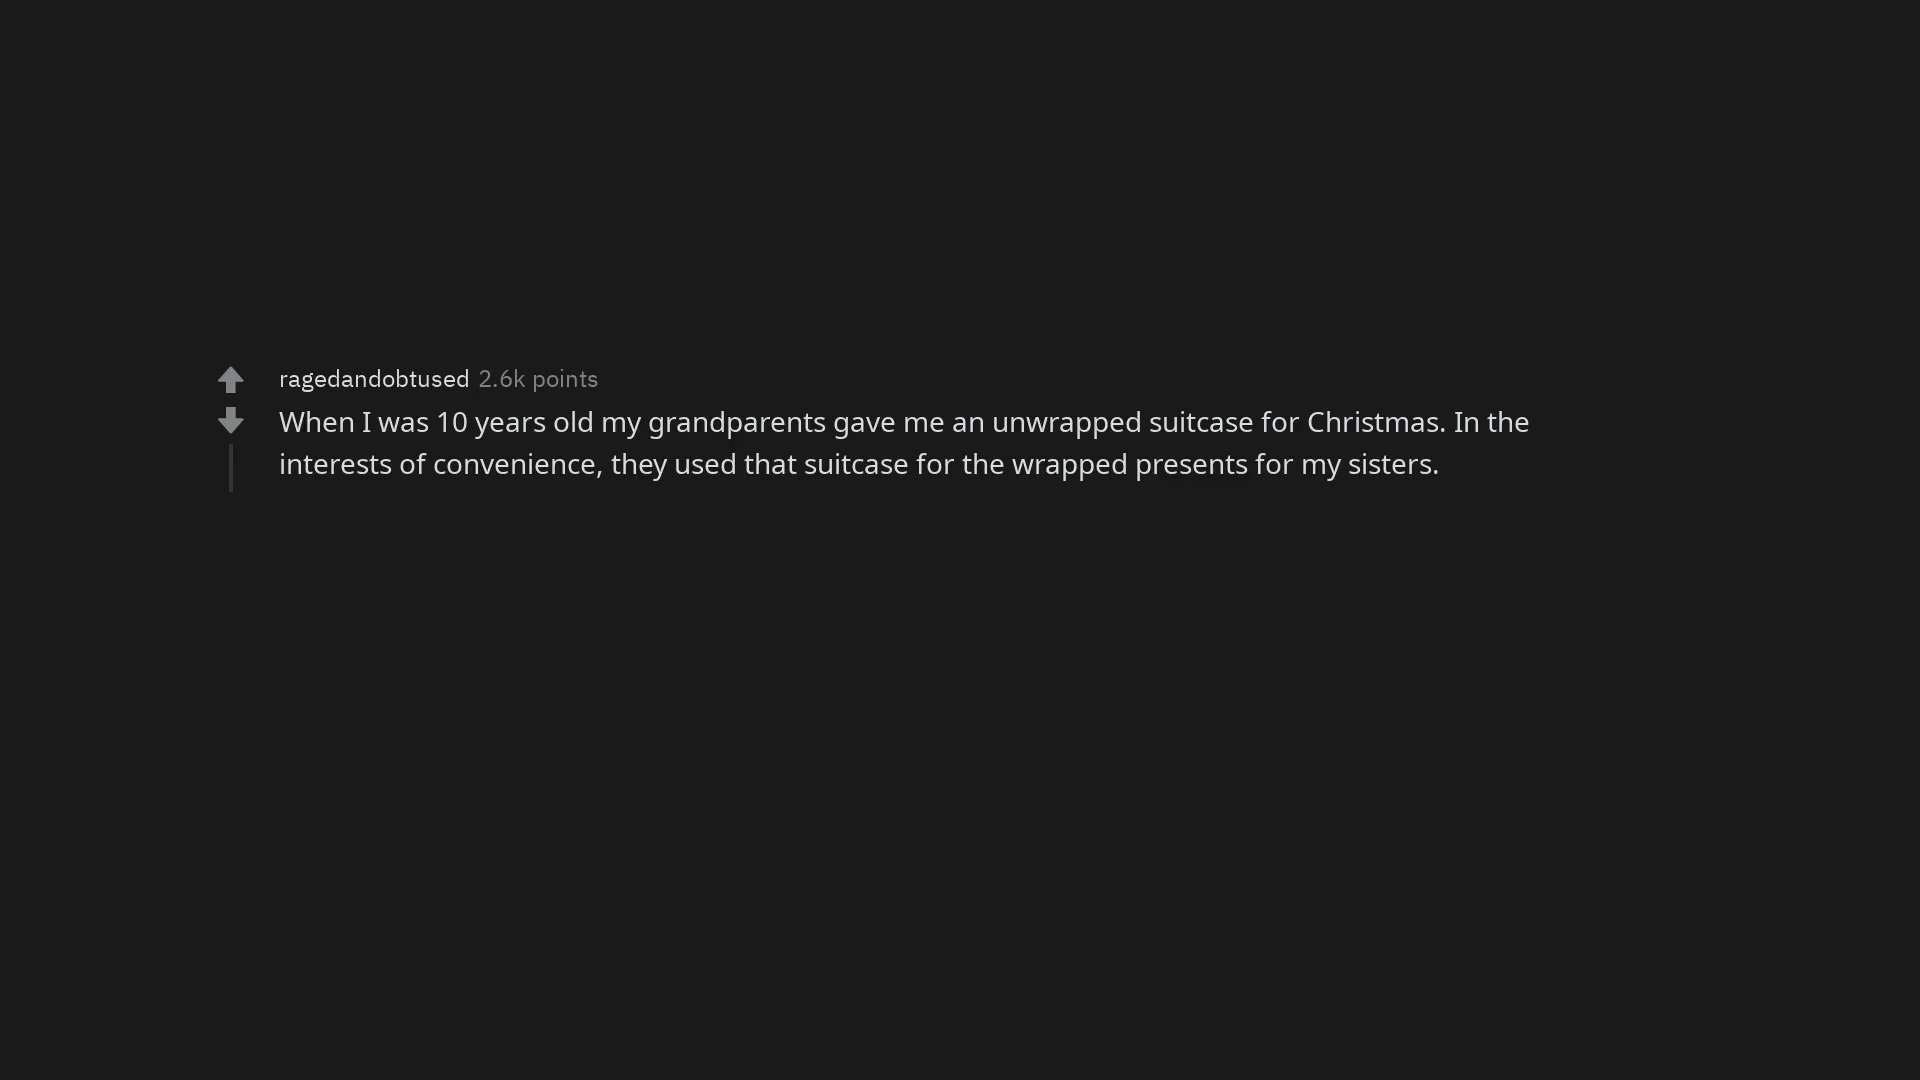 ragedandobtused 2.6k points
When I was 10 years old my grandparents gave me an unwrapped suitcase for Christmas. In the
interests of convenience, they used that suitcase for the wrapped presents for my sisters.